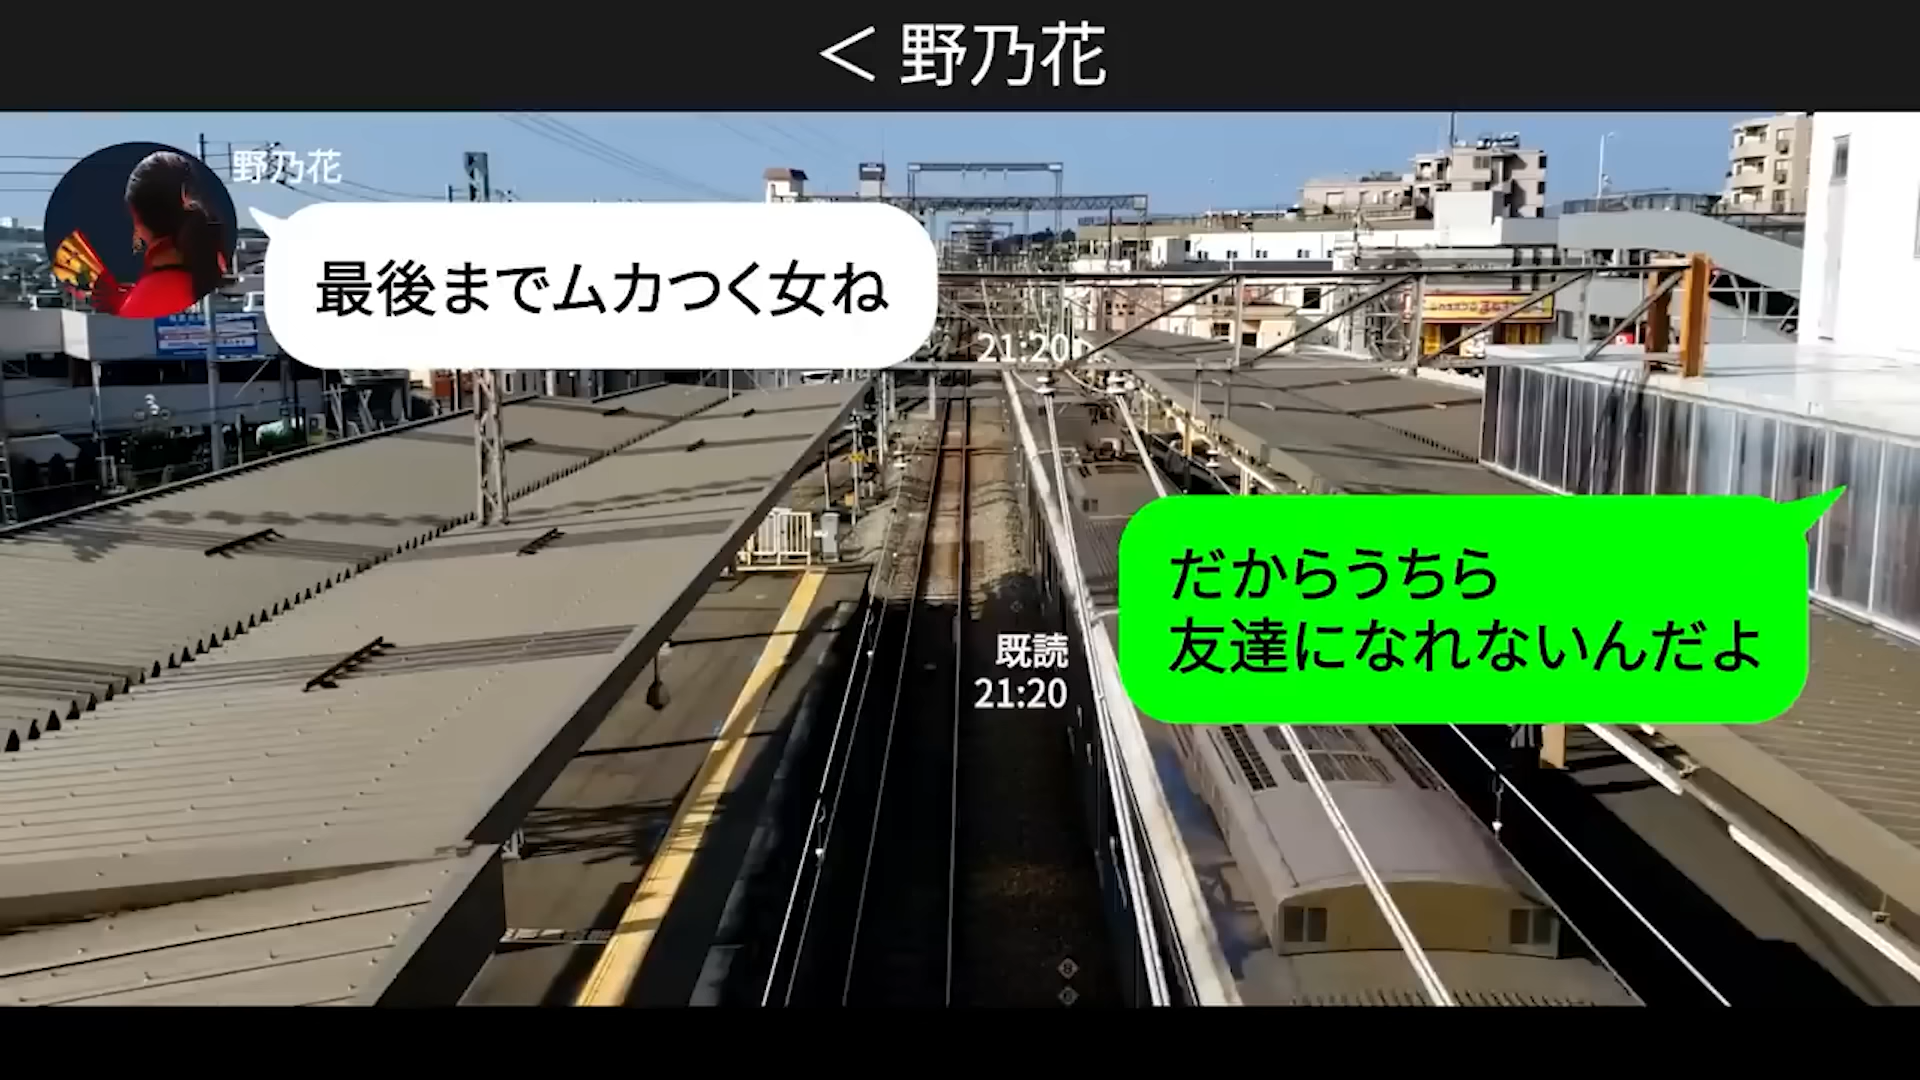 < 野乃花
野乃花
最後までムカつく女ね
21:20
だからうちら
友達になれないんだよ
既読
21:20